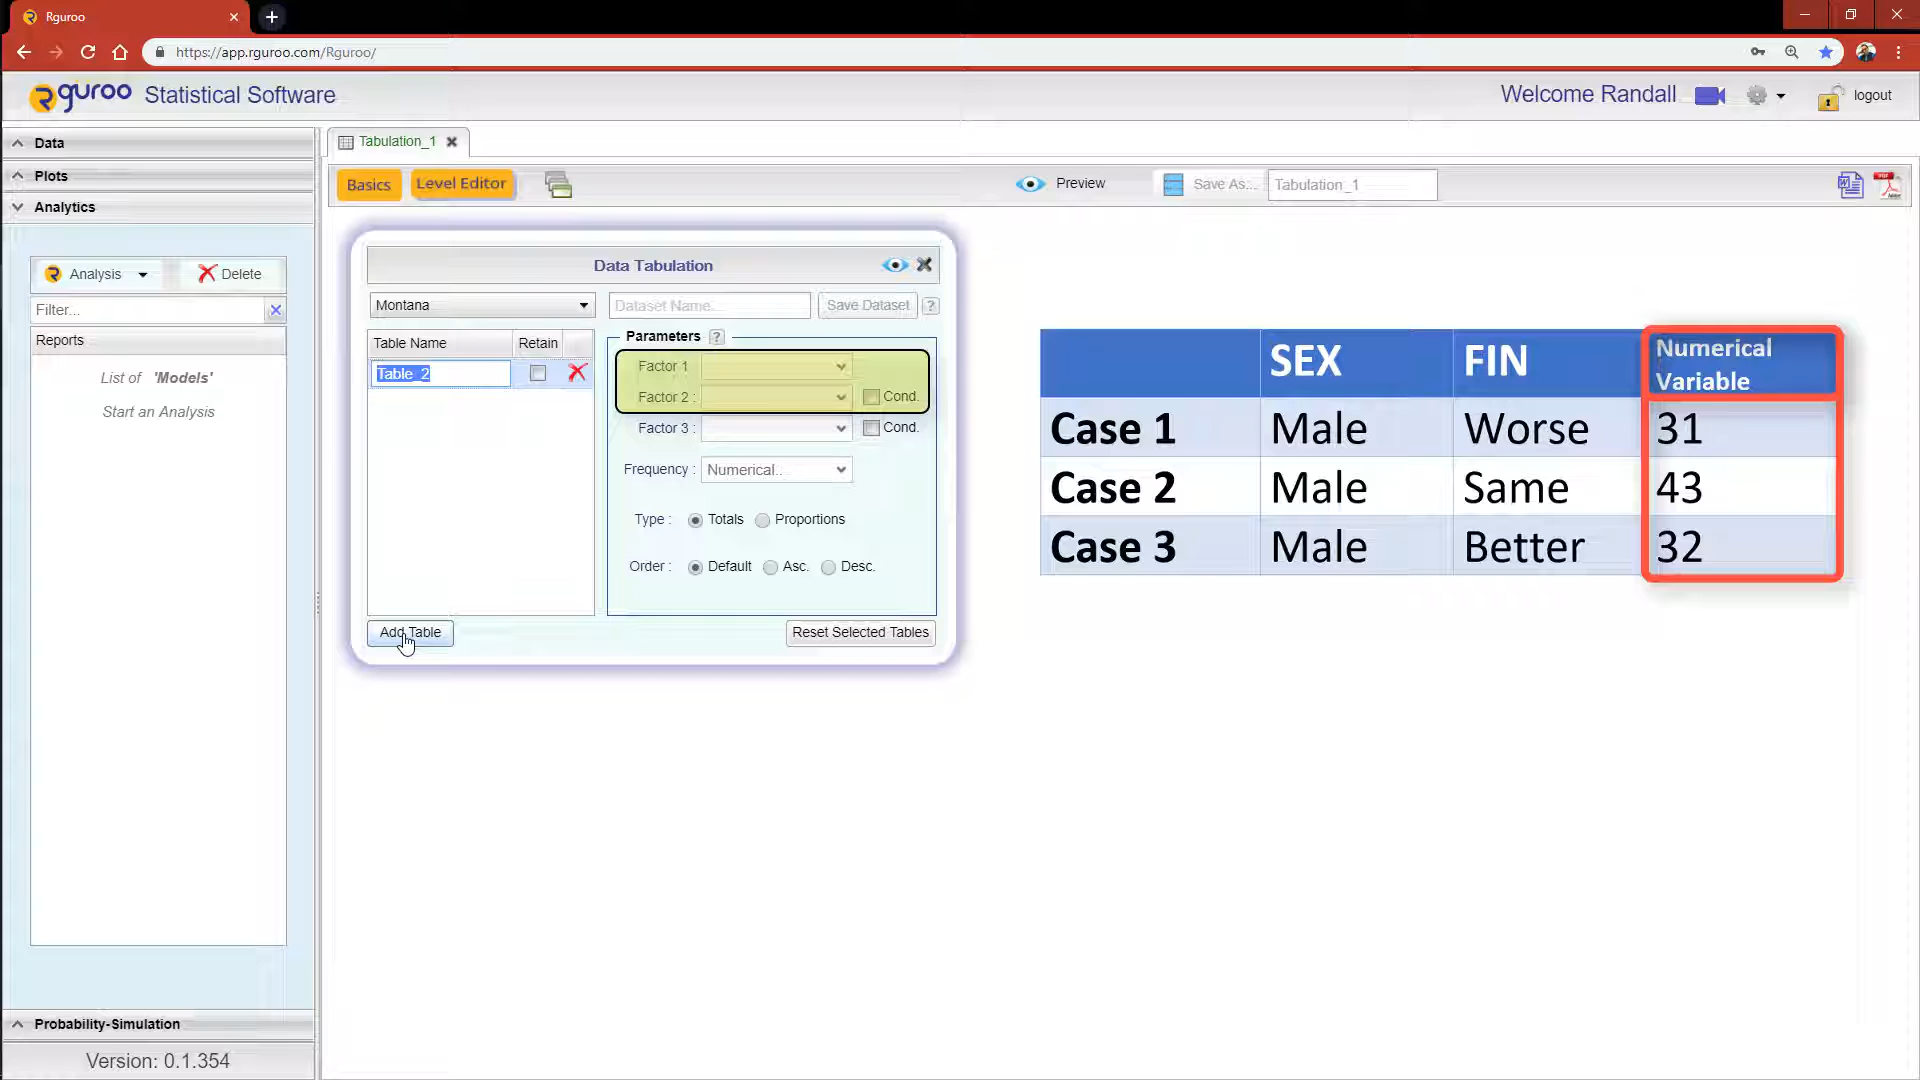 Rguroo
https://app.rguroo.com/Rguroo/
Rguroo Statistical Software
Welcome Randall
logout
Data
Plots
Analytics
Analysis
Delete
Filter...
Reports
List of 'Models'
Start an Analysis
Probability-Simulation
Version: 0.1.354
Tabulation_1
Basics
Level Editor
Preview
Save As...
Tabulation_1
Data Tabulation
Montana
Dataset Name...
Save Dataset
?
Table Name
Retain
Table_2
Parameters ?
Factor 1
Factor 2 :
Cond.
Factor 3 :
Cond.
Frequency :
Numerical..
Type :
Totals
Proportions
Order :
Default
Asc.
Desc.
Add Table
Reset Selected Tables
SEX FIN Numerical
Variable
Case 1 Male Worse 31
Case 2 Male Same 43
Case 3 Male Better 32